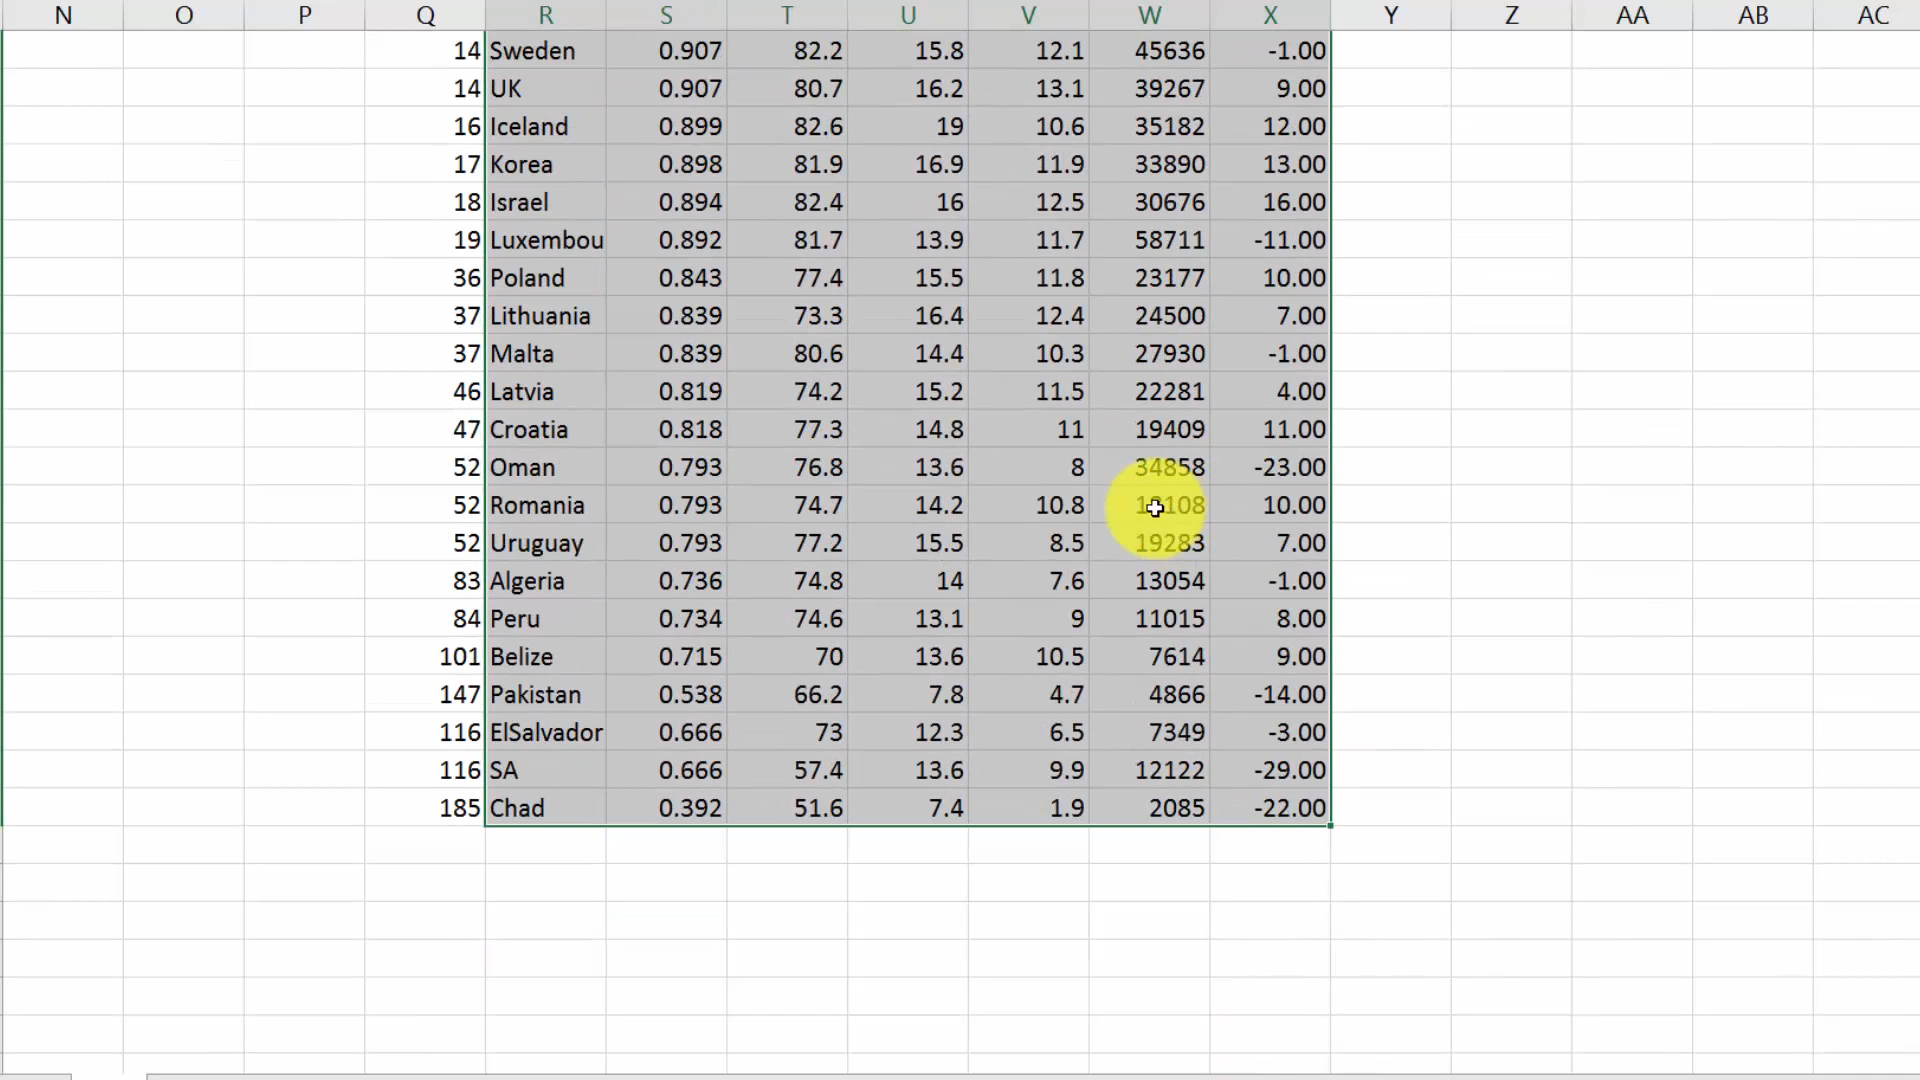 N O P Q R S T U V W X Y Z AA AB AC
14 Sweden 0.907 82.2 15.8 12.1 45636 -1.00
14 UK 0.907 80.7 16.2 13.1 39267 9.00
16 Iceland 0.899 82.6 19 10.6 35182 12.00
17 Korea 0.898 81.9 16.9 11.9 33890 13.00
18 Israel 0.894 82.4 16 12.5 30676 16.00
19 Luxembou 0.892 81.7 13.9 11.7 58711 -11.00
36 Poland 0.843 77.4 15.5 11.8 23177 10.00
37 Lithuania 0.839 73.3 16.4 12.4 24500 7.00
37 Malta 0.839 80.6 14.4 10.3 27930 -1.00
46 Latvia 0.819 74.2 15.2 11.5 22281 4.00
47 Croatia 0.818 77.3 14.8 11 19409 11.00
52 Oman 0.793 76.8 13.6 8 34858 -23.00
52 Romania 0.793 74.7 14.2 10.8 10.00
52 Uruguay 0.793 77.2 15.5 8.5 19283 7.00
83 Algeria 0.736 74.8 14 7.6 13054 -1.00
84 Peru 0.734 74.6 13.1 9 11015 8.00
101 Belize 0.715 70 13.6 10.5 7614 9.00
147 Pakistan 0.538 66.2 7.8 4.7 4866 -14.00
116 ElSalvador 0.666 73 12.3 6.5 7349 -3.00
116 SA 0.666 57.4 13.6 9.9 12122 -29.00
185 Chad 0.392 51.6 7.4 1.9 2085 -22.00